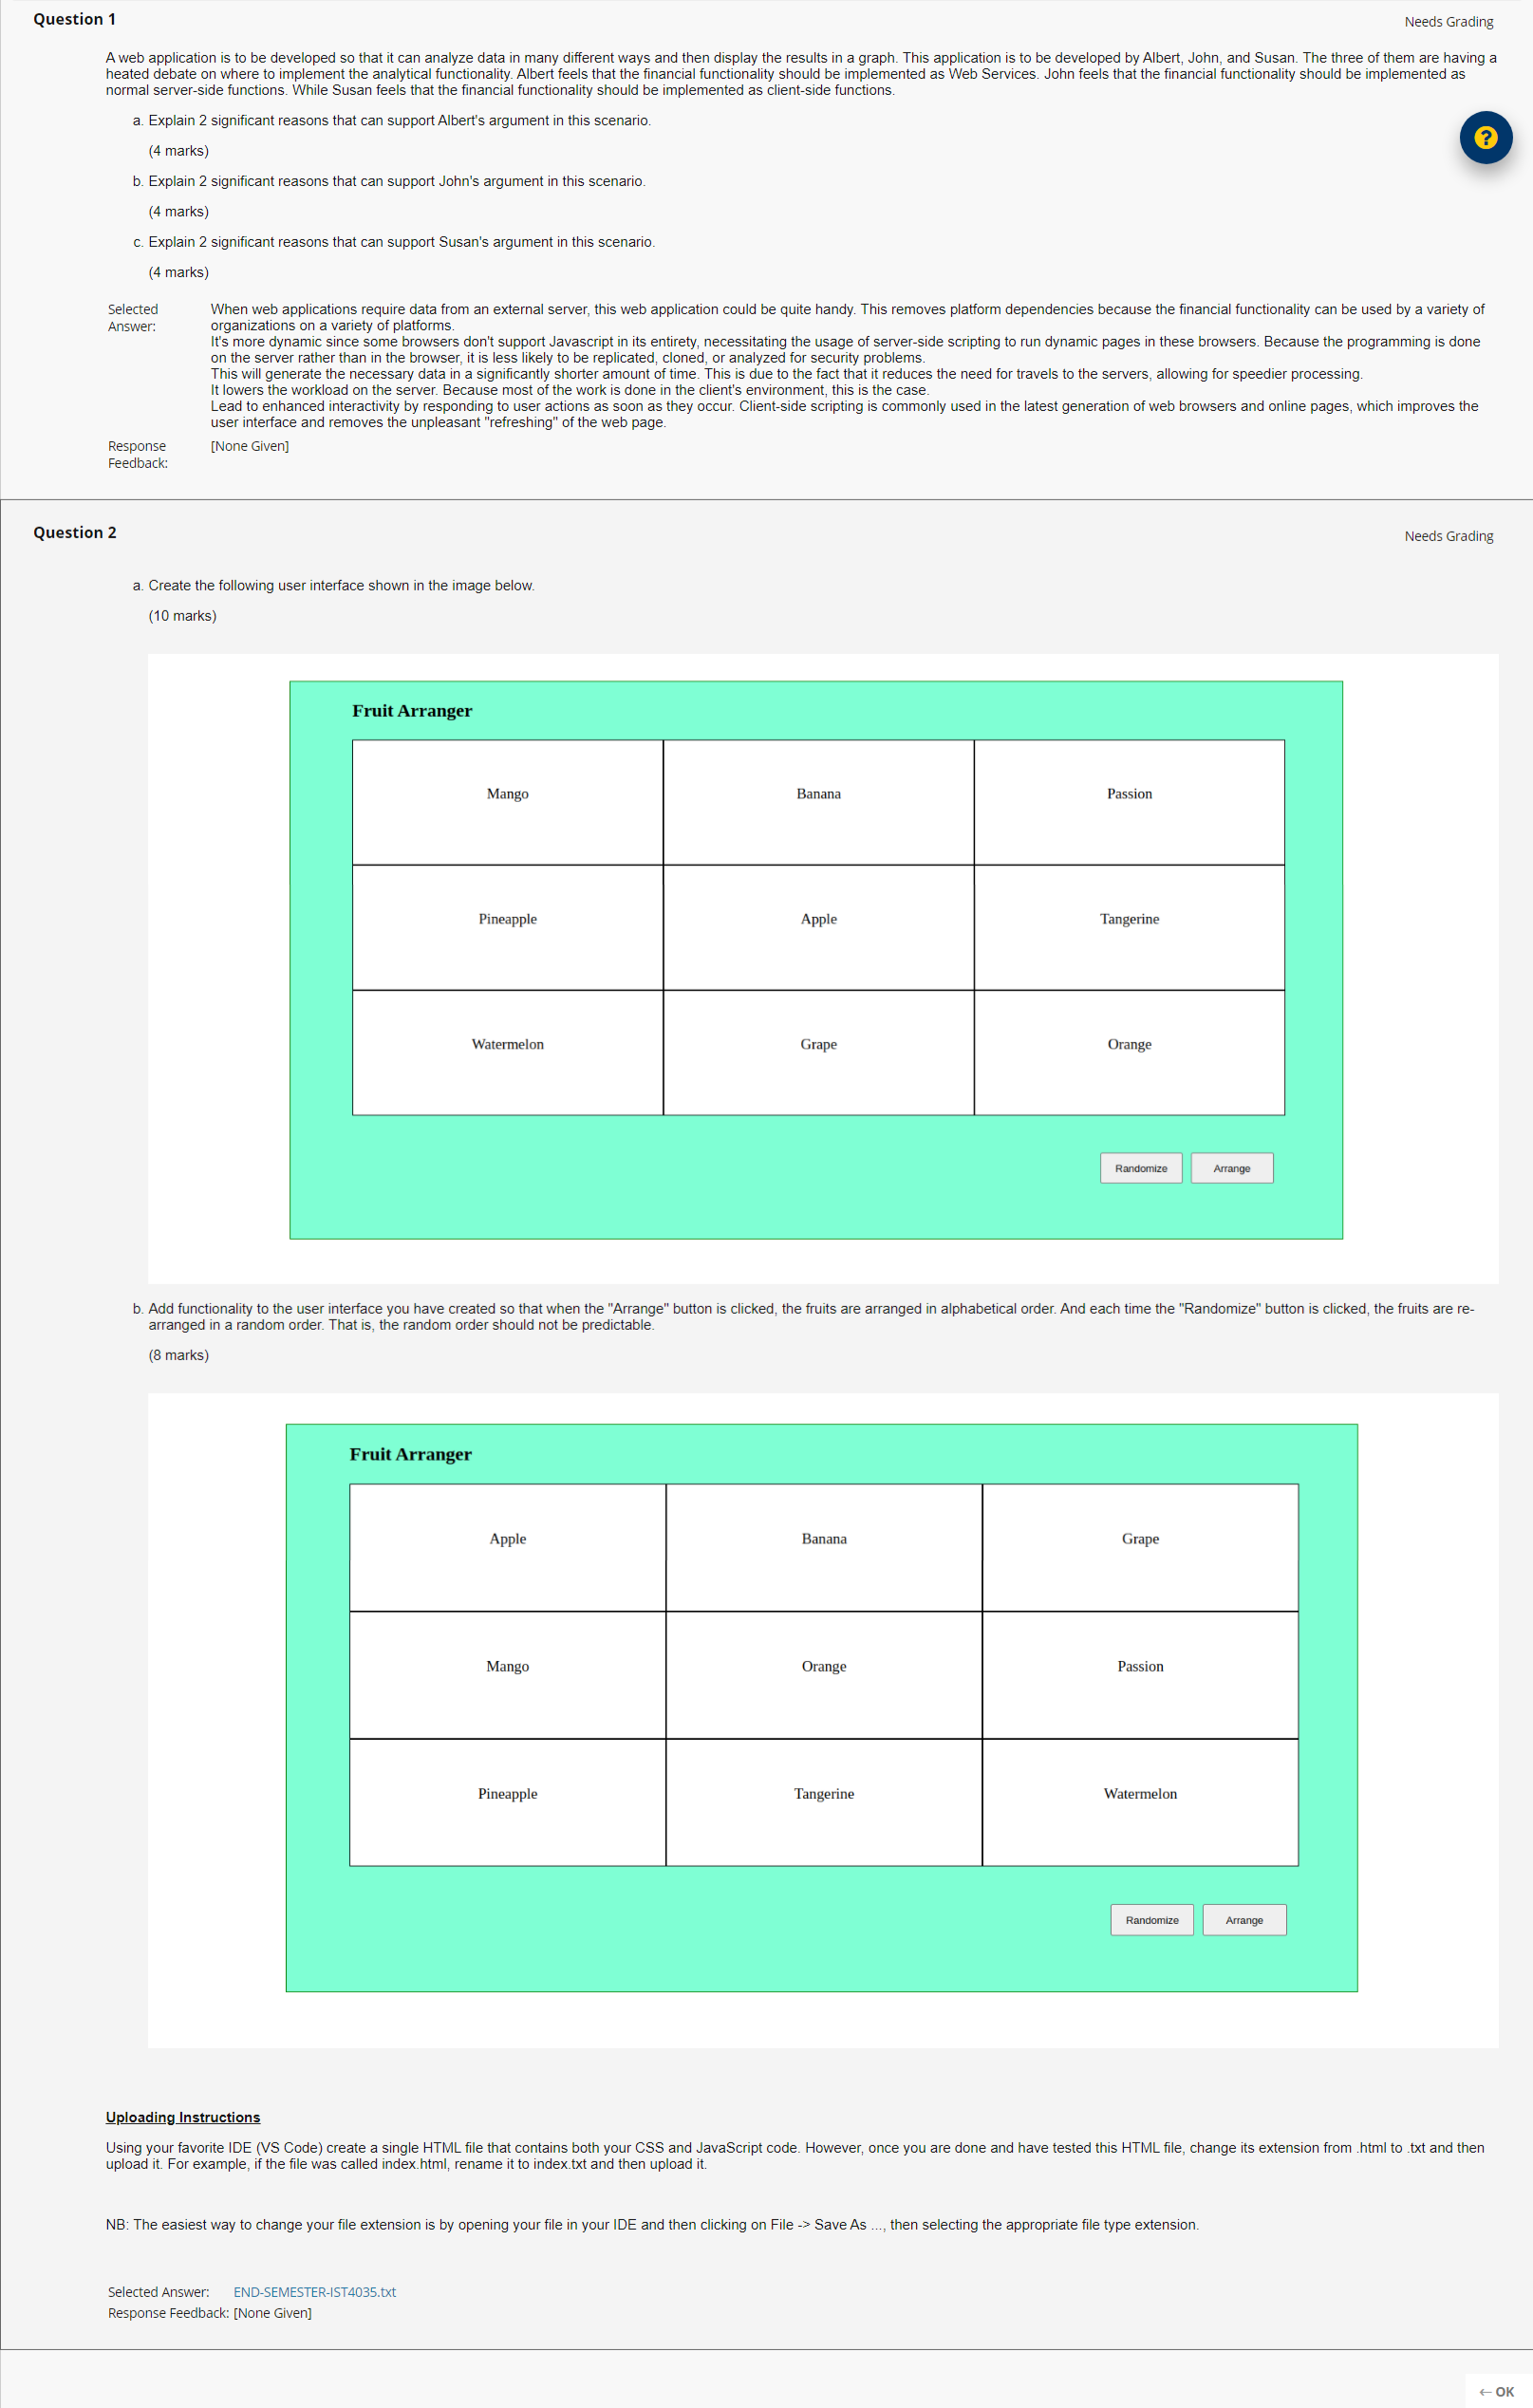 Question 1
Needs Grading
A web application is to be developed so that it can analyze data in many different ways and then display the results in a graph. This application is to be developed by Albert, John, and Susan. The three of them are having a
heated debate on where to implement the analytical functionality. Albert feels that the financial functionality should be implemented as Web Services. John feels that the financial functionality should be implemented as
normal server-side functions. While Susan feels that the financial functionality should be implemented as client-side functions.
a. Explain 2 significant reasons that can support Albert's argument in this scenario.
(4 marks)
b. Explain 2 significant reasons that can support John's argument in this scenario.
(4 marks)
c. Explain 2 significant reasons that can support Susan's argument in this scenario.
(4 marks)
?
Selected
Answer:
When web applications require data from an external server, this web application could be quite handy. This removes platform dependencies because the financial functionality can be used by a variety of
organizations on a variety of platforms.
It's more dynamic since some browsers don't support Javascript in its entirety, necessitating the usage of server-side scripting to run dynamic pages in these browsers. Because the programming is done
on the server rather than in the browser, it is less likely to be replicated, cloned, or analyzed for security problems.
This will generate the necessary data in a significantly shorter amount of time. This is due to the fact that it reduces the need for travels to the servers, allowing for speedier processing.
It lowers the workload on the server. Because most of the work is done in the client's environment, this is the case.
Lead to enhanced interactivity by responding to user actions as soon as they occur. Client-side scripting is commonly used in the latest generation of web browsers and online pages, which improves the
user interface and removes the unpleasant "refreshing" of the web page.
Response
Feedback:
[None Given]
Question 2
Needs Grading
a. Create the following user interface shown in the image below.
(10 marks)
Fruit Arranger
Mango
Banana
Passion
Pineapple
Apple
Tangerine
Watermelon
Grape
Orange
Randomize
Arrange
b. Add functionality to the user interface you have created so that when the "Arrange" button is clicked, the fruits are arranged in alphabetical order. And each time the "Randomize" button is clicked, the fruits are re-
arranged in a random order. That is, the random order should not be predictable.
(8 marks)
Fruit Arranger
Apple
Banana
Grape
Mango
Orange
Passion
Pineapple
Tangerine
Watermelon
Randomize
Arrange
Uploading Instructions
Using your favorite IDE (VS Code) create a single HTML file that contains both your CSS and JavaScript code. However, once you are done and have tested this HTML file, change its extension from .html to .txt and then
upload it. For example, if the file was called index.html, rename it to index.txt and then upload it.
NB: The easiest way to change your file extension is by opening your file in your IDE and then clicking on File -> Save As ..., then selecting the appropriate file type extension.
Selected Answer: END-SEMESTER-IST4035.txt
Response Feedback: [None Given]
← OK